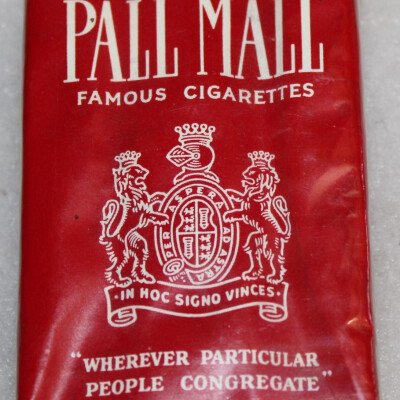 PALL MALL
FAMOUS CIGARETTES
PER ASPERA AD ASTRA
· IN HOC SIGNO VINCES ·
"WHEREVER PARTICULAR
PEOPLE CONGREGATE"